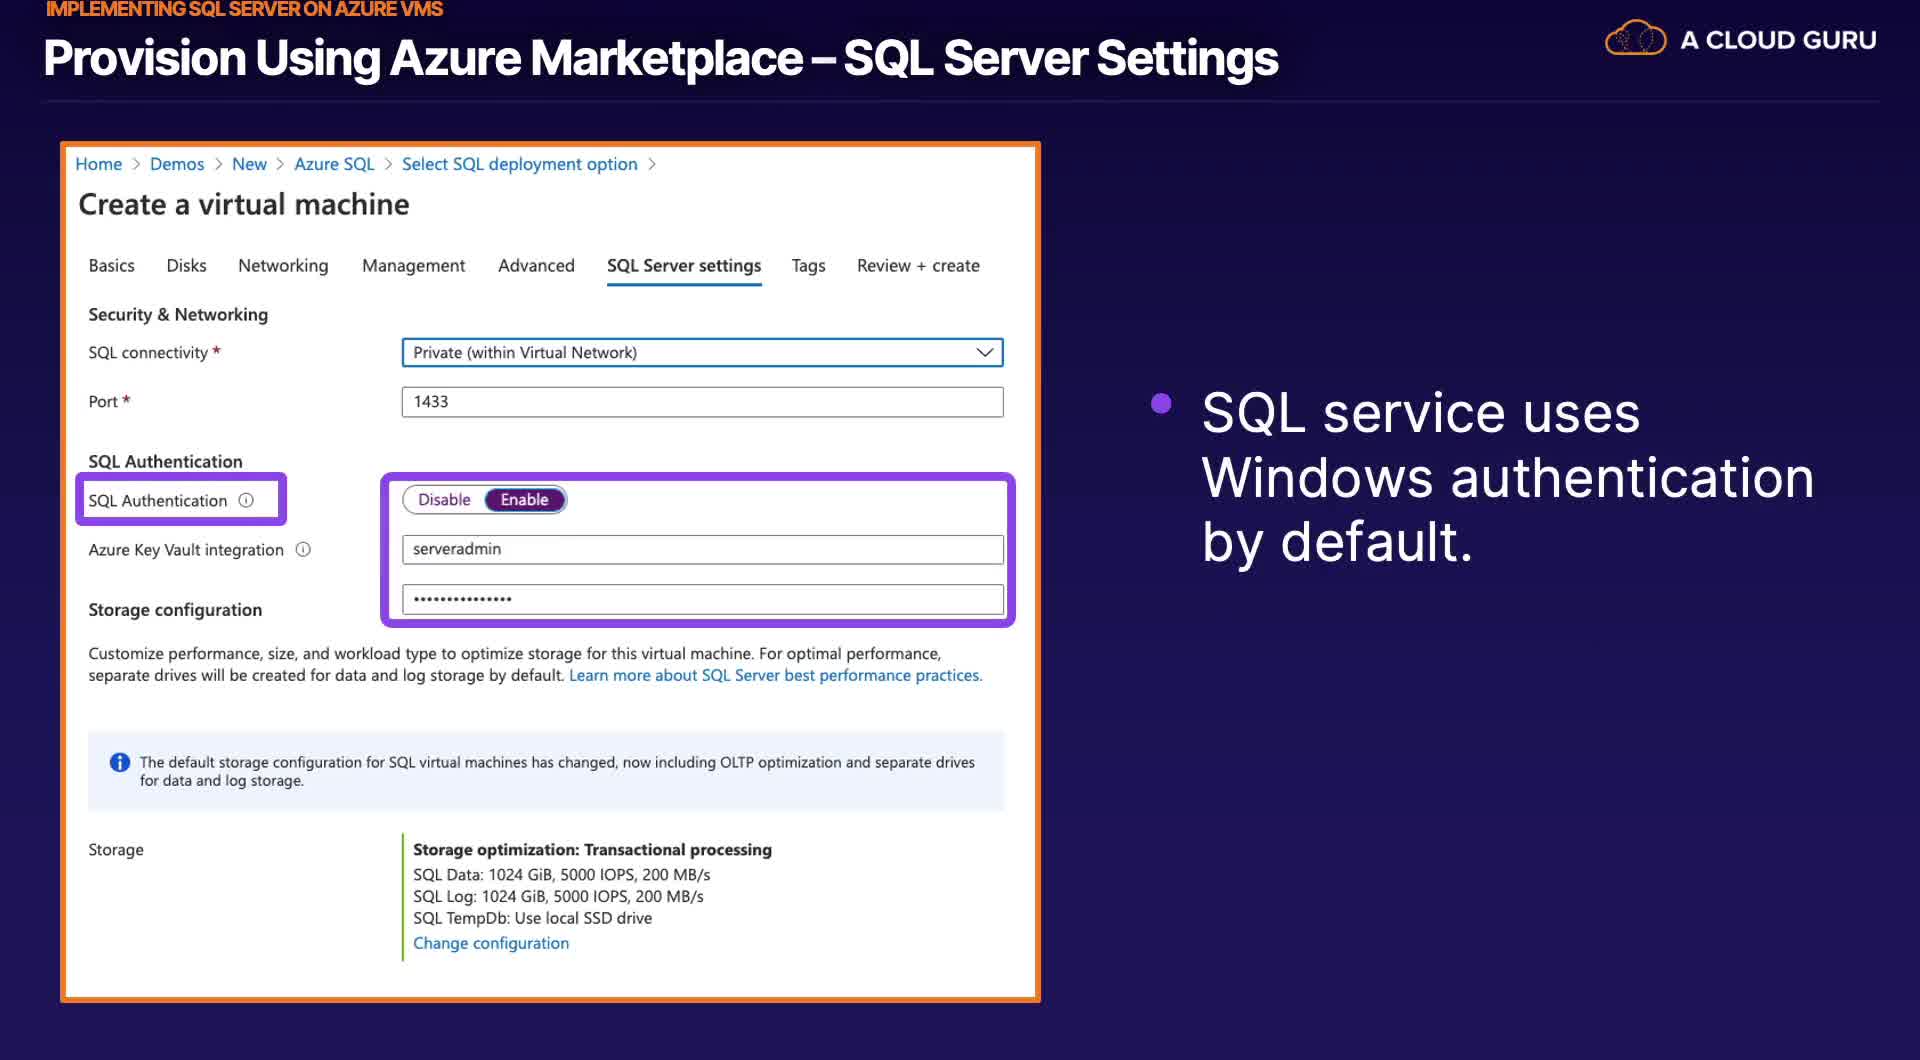 IMPLEMENTING SQL SERVER ON AZURE VMS
Provision Using Azure Marketplace – SQL Server Settings
A CLOUD GURU
Home > Demos > New > Azure SQL > Select SQL deployment option >
Create a virtual machine
Basics Disks Networking Management Advanced SQL Server settings Tags Review + create
Security & Networking
SQL connectivity * Private (within Virtual Network)
Port * 1433
SQL Authentication
SQL Authentication Disable Enable
Azure Key Vault integration serveradmin
•••••••••••••••
Storage configuration
Customize performance, size, and workload type to optimize storage for this virtual machine. For optimal performance,
separate drives will be created for data and log storage by default. Learn more about SQL Server best performance practices.
The default storage configuration for SQL virtual machines has changed, now including OLTP optimization and separate drives
for data and log storage.
Storage
Storage optimization: Transactional processing
SQL Data: 1024 GiB, 5000 IOPS, 200 MB/s
SQL Log: 1024 GiB, 5000 IOPS, 200 MB/s
SQL TempDb: Use local SSD drive
Change configuration
• SQL service uses
Windows authentication
by default.